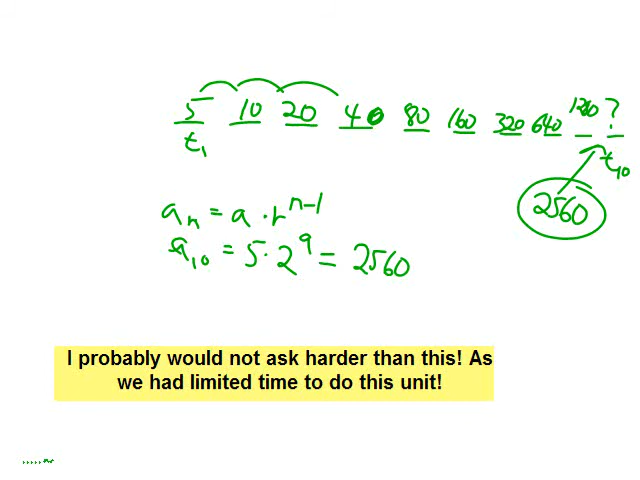 5 10 20 40 80 160 320 640 1280 ?
t1 t10
2560
an = a · r^n-1
a10 = 5 · 2^9 = 2560
I probably would not ask harder than this! As
we had limited time to do this unit!